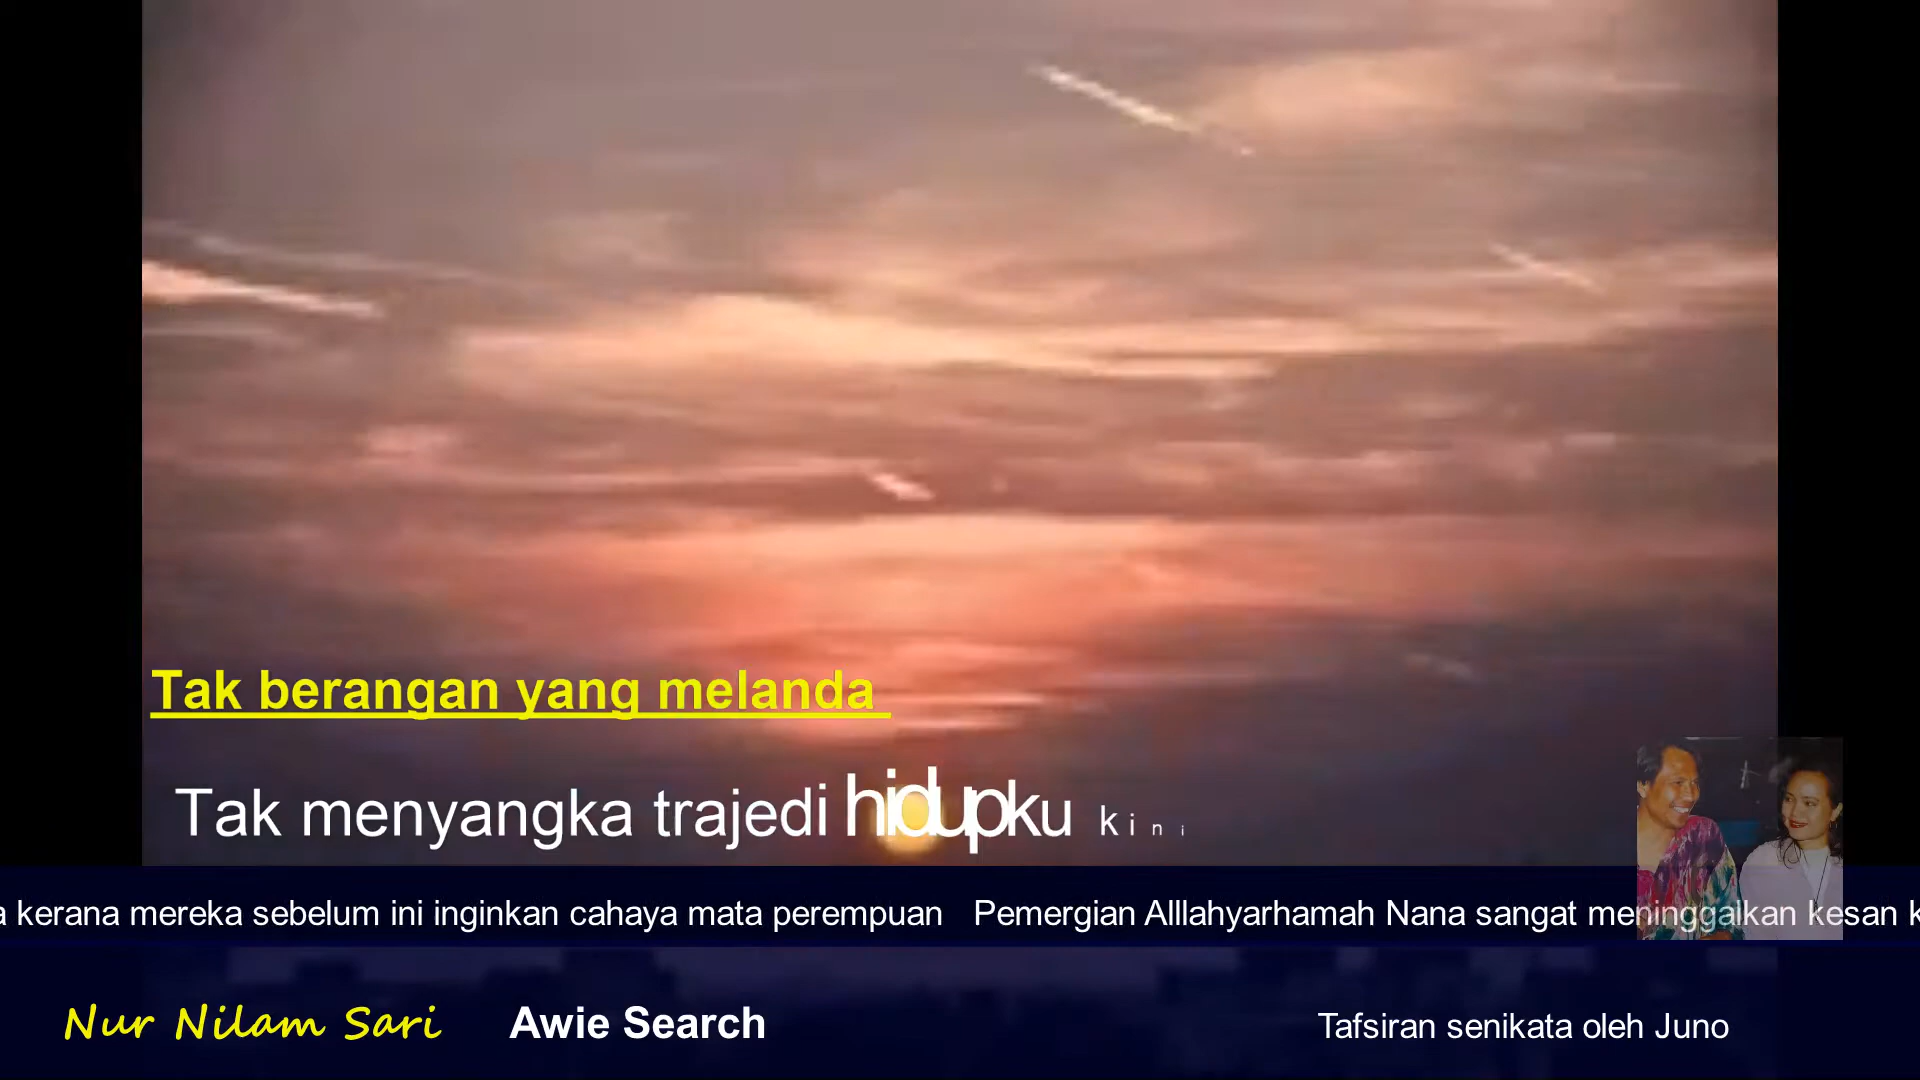 Tak berangan yang melanda
Tak menyangka trajedi hidupku kini
kerana mereka sebelum ini inginkan cahaya mata perempuan Pemergian Alllahyarhamah Nana sangat meninggalkan kesan
Nur Nilam Sari Awie Search Tafsiran senikata oleh Juno